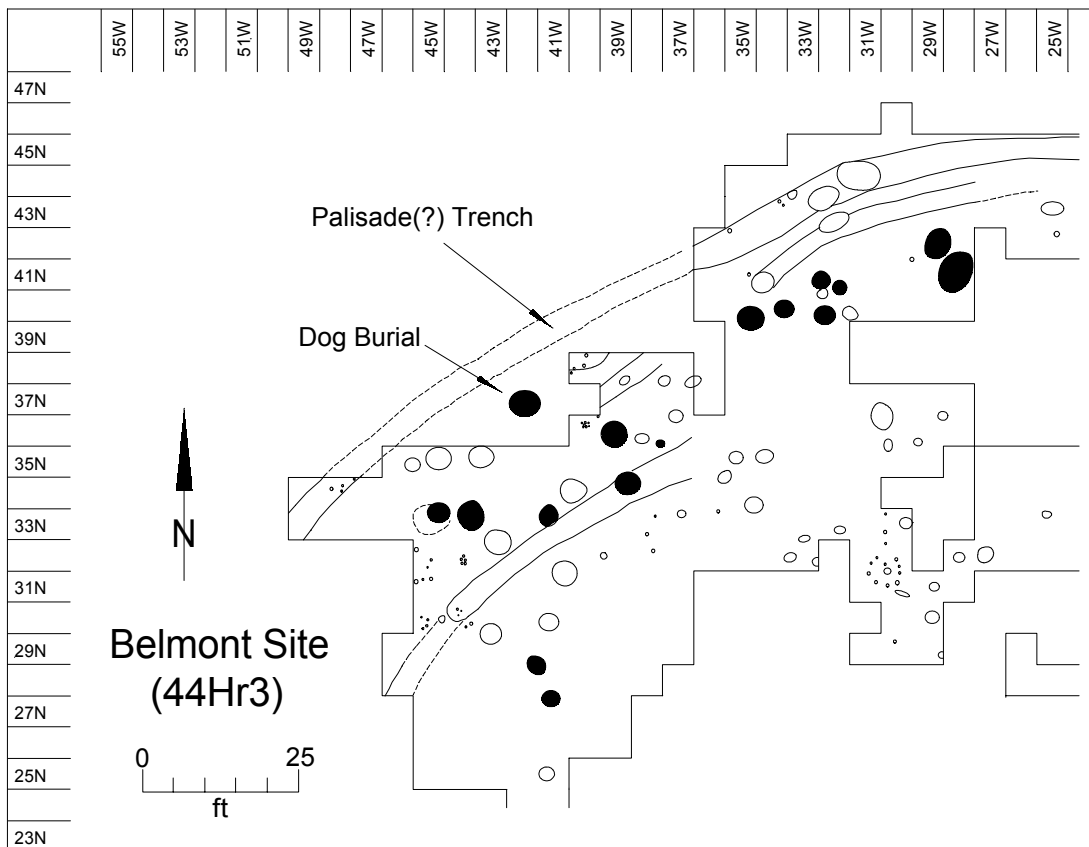 55W
53W
51W
49W
47W
45W
43W
41W
39W
37W
35W
33W
31W
29W
27W
25W
47N
45N
43N
Palisade(?) Trench
41N
39N
Dog Burial
37N
35N
33N
N
31N
Belmont Site
29N
(44Hr3)
27N
0 25
25N
ft
23N